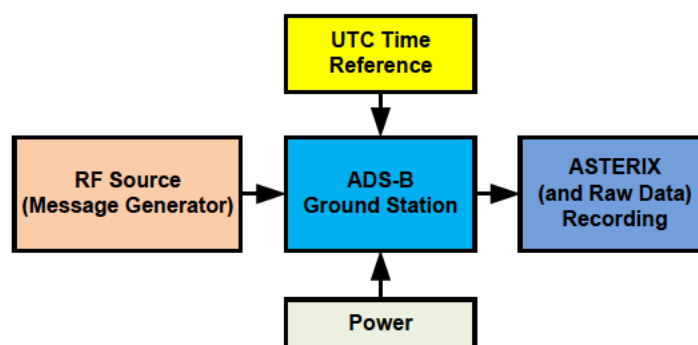 UTC Time
Reference
RF Source
(Message Generator)
ADS-B
Ground Station
ASTERIX
(and Raw Data)
Recording
Power